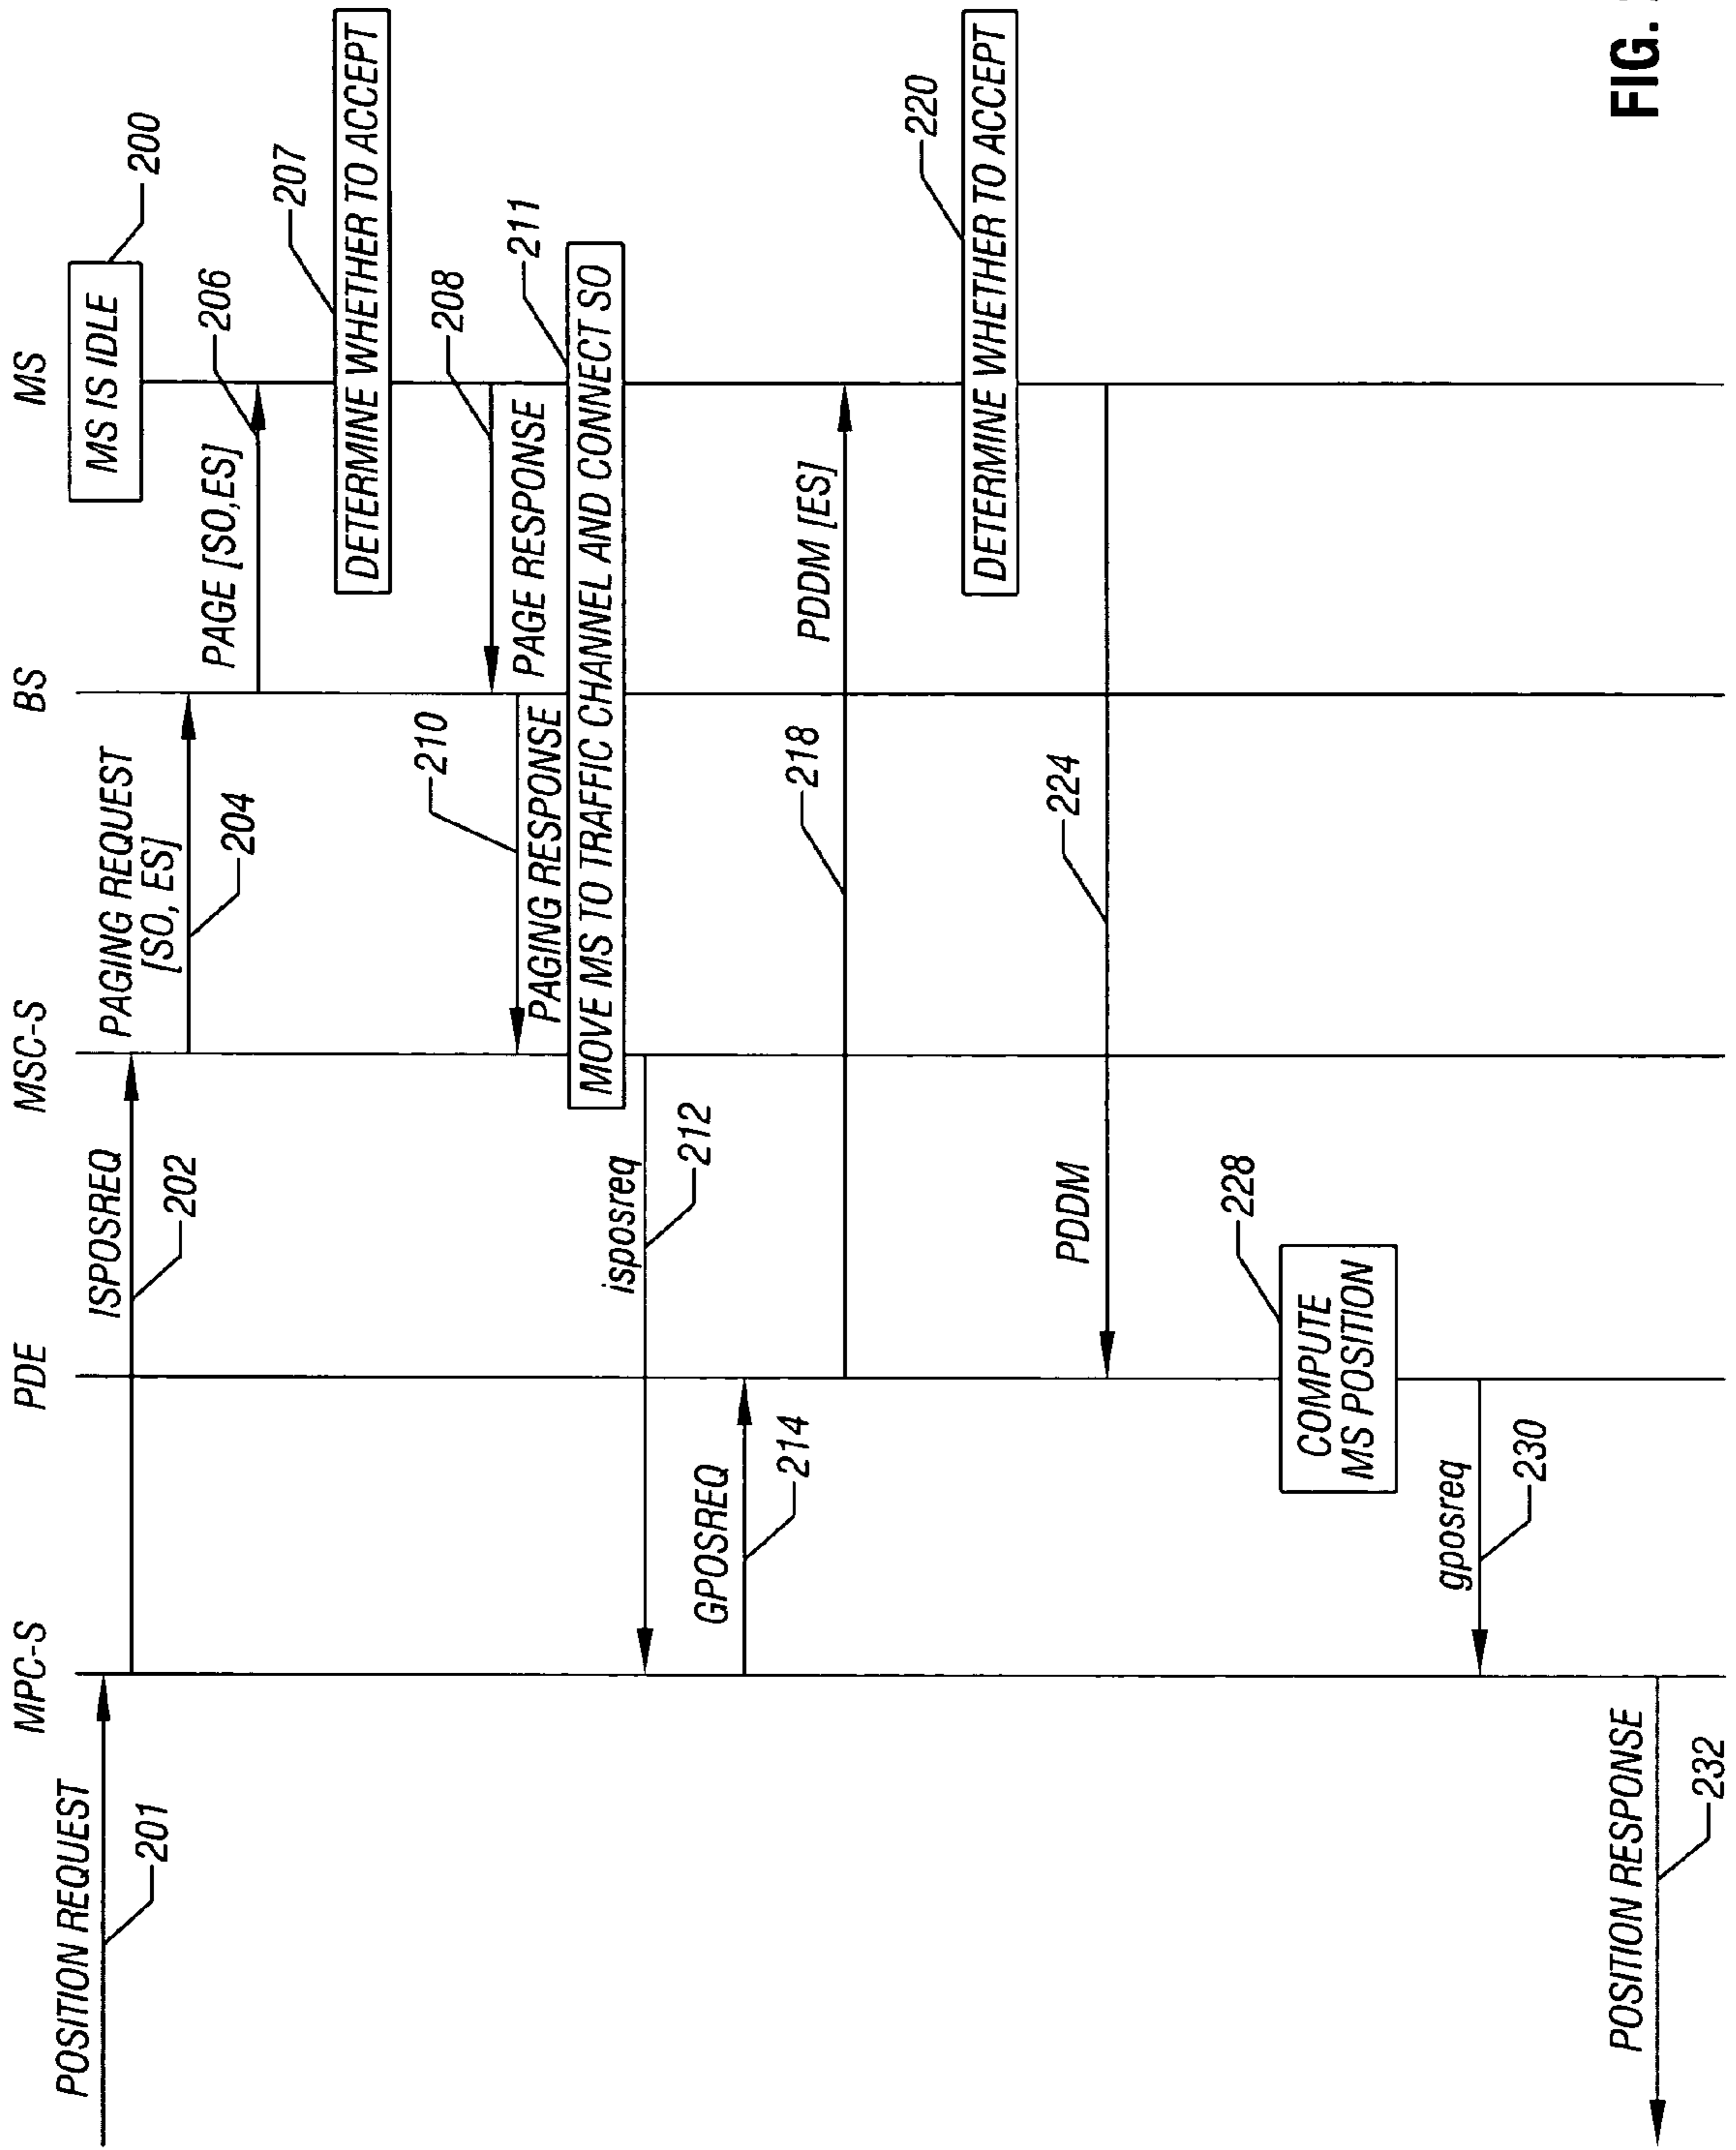 MPC-S
PDE
MSC-S
BS
MS
MS IS IDLE
200
POSITION REQUEST
201
ISPOSREQ
202
PAGING REQUEST
[SO, ES]
204
PAGE [SO,ES]
206
207
DETERMINE WHETHER TO ACCEPT
208
PAGE RESPONSE
210
PAGING RESPONSE
211
MOVE MS TO TRAFFIC CHANNEL AND CONNECT SO
isposreq
212
GPOSREQ
214
PDDM [ES]
218
220
DETERMINE WHETHER TO ACCEPT
224
PDDM
228
COMPUTE
MS POSITION
gposreq
230
POSITION RESPONSE
232
FIG.